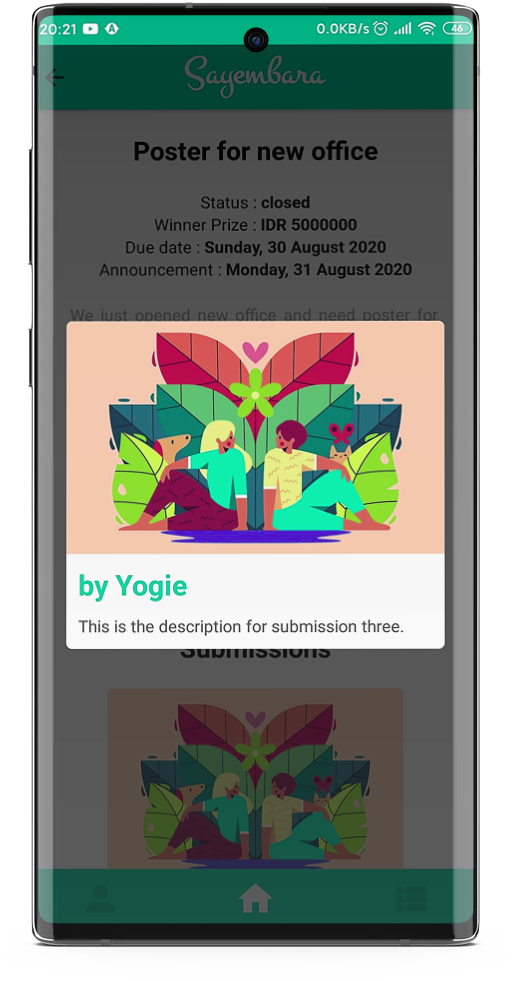 20:21
0.0KB/s
46
Sayembara
Poster for new office
Status : closed
Winner Prize : IDR 5000000
Due date : Sunday, 30 August 2020
Announcement : Monday, 31 August 2020
We just opened new office and need poster for
by Yogie
This is the description for submission three.
Submissions